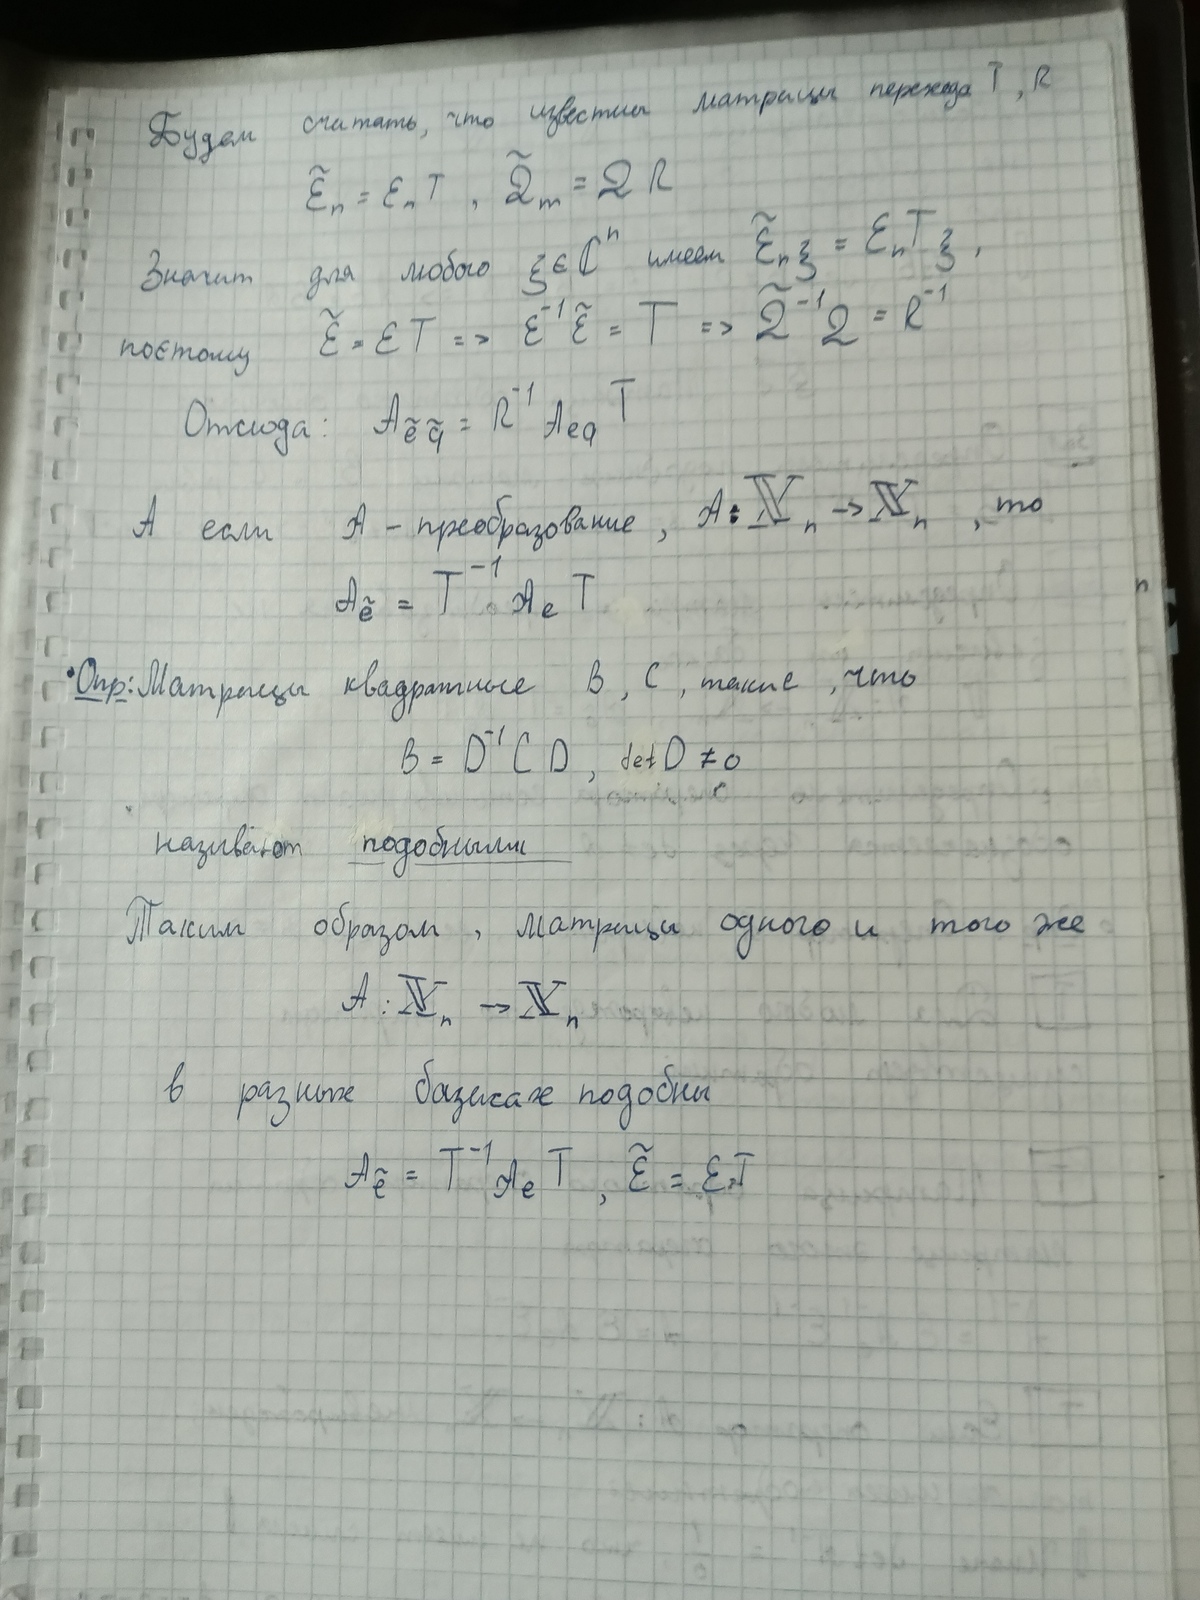 Будем считать, что известны матрицы перехода T, R
Ẽₙ = EₙT, Q̃ₘ = QR
Значит для любого ξ ∈ ℂⁿ имеем Ẽₙξ = EₙTξ,
поєтому Ẽ = ET => E⁻¹Ẽ = T => Q̃⁻¹Q = R⁻¹
Отсюда: A_ẽq̃ = R⁻¹ A_eq T
А если A - преобразование, A: 𝕏ₙ → 𝕏ₙ, то
A_ẽ = T⁻¹ A_e T
Опр: Матрицы квадратные B, C, такие, что
B = D⁻¹ C D, det D ≠ 0
называют подобными
Таким образом, матрицы одного и того же
A: 𝕏ₙ → 𝕏ₙ
в разных базисах подобны
A_ẽ = T⁻¹ A_e T, Ẽ = E T